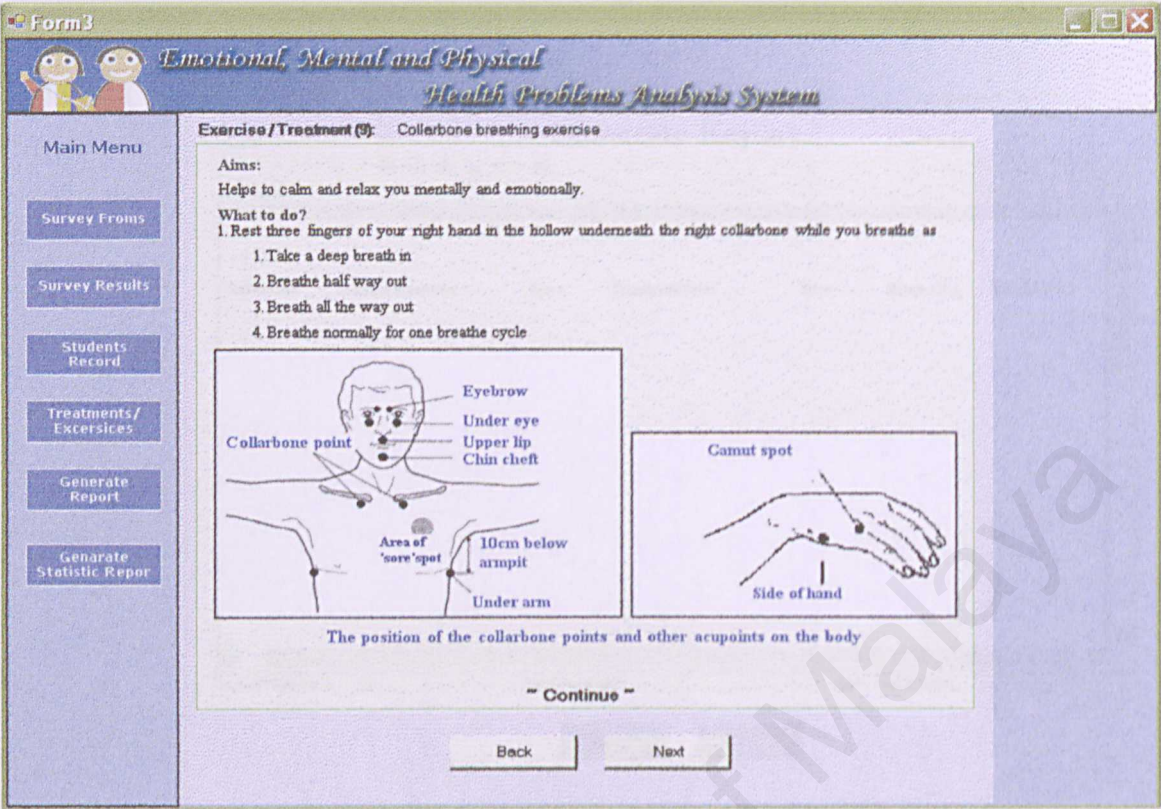 Form3
Emotional, Mental and Physical
Health Problems Analysis System
Main Menu
Survey Froms
Survey Results
Students
Record
Treatments/
Excersices
Generate
Report
Genarate
Statistic Repor
Exercise / Treatment (9): Collarbone breathing exercise
Aims:
Helps to calm and relax you mentally and emotionally.
What to do?
1. Rest three fingers of your right hand in the hollow underneath the right collarbone while you breathe as
1. Take a deep breath in
2. Breathe half way out
3. Breath all the way out
4. Breathe normally for one breathe cycle
Eyebrow
Under eye
Upper lip
Chin cheft
Collarbone point
Area of
'sore' spot
10cm below
armpit
Under arm
Gamut spot
Side of hand
The position of the collarbone points and other acupoints on the body
~ Continue ~
Back
Next
of Malaya